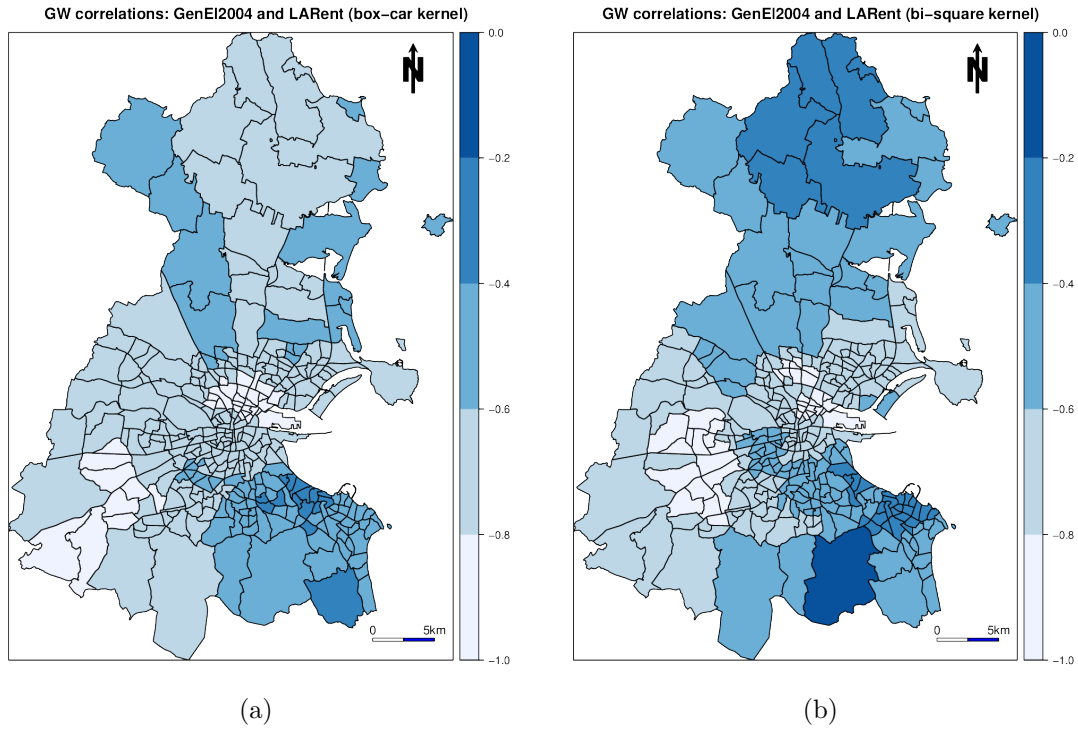 GW correlations: GenEl2004 and LARent (box−car kernel)
N
0.0
−0.2
−0.4
−0.6
−0.8
−1.0
0 5km
(a)
GW correlations: GenEl2004 and LARent (bi−square kernel)
N
0.0
−0.2
−0.4
−0.6
−0.8
−1.0
0 5km
(b)